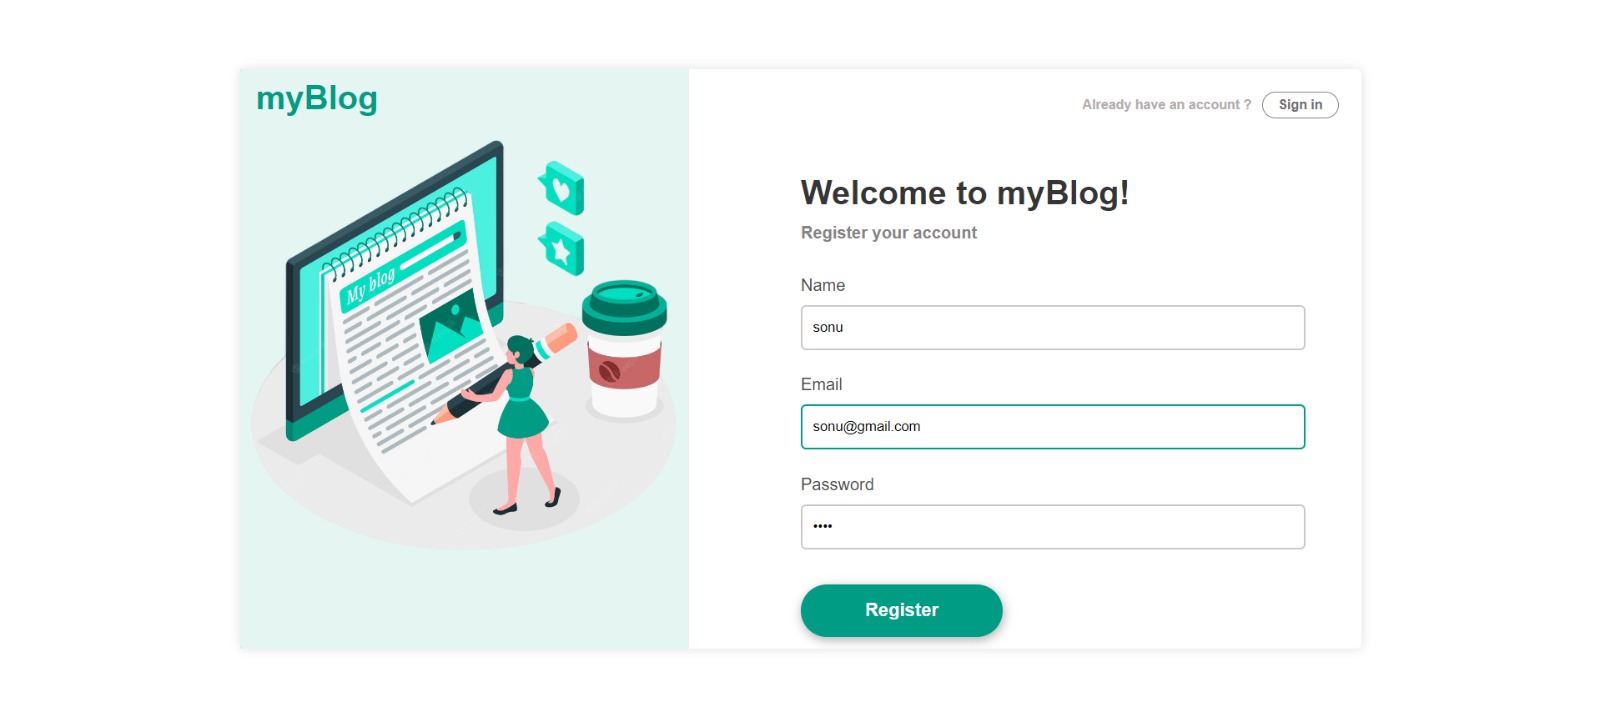 myBlog
My blog
Already have an account ?
Sign in
Welcome to myBlog!
Register your account
Name
sonu
Email
sonu@gmail.com
Password
••••
Register